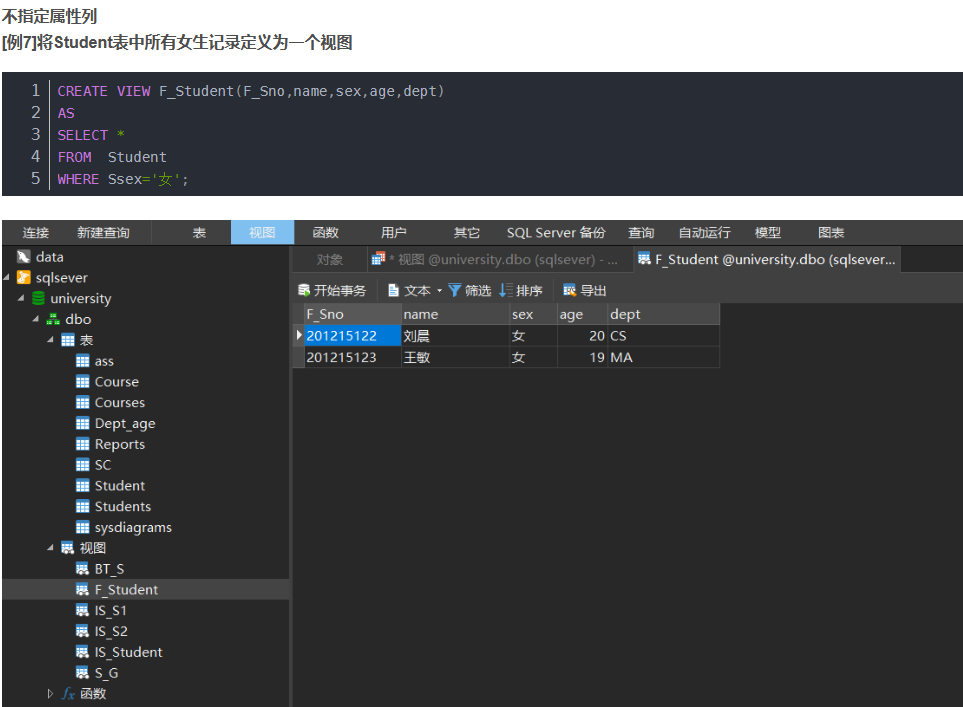 不指定属性列
[例7]将Student表中所有女生记录定义为一个视图
1 CREATE VIEW F_Student(F_Sno,name,sex,age,dept)
2 AS
3 SELECT *
4 FROM  Student
5 WHERE Ssex='女';
连接 新建查询 表 视图 函数 用户 其它 SQL Server 备份 查询 自动运行 模型 图表
data
sqlsever
university
dbo
表
ass
Course
Courses
Dept_age
Reports
SC
Student
Students
sysdiagrams
视图
BT_S
F_Student
IS_S1
IS_S2
IS_Student
S_G
fx 函数
对象 * 视图 @university.dbo (sqlsever) - ... F_Student @university.dbo (sqlsever...
开始事务 文本 筛选 排序 导出
F_Sno name sex age dept
201215122 刘晨 女 20 CS
201215123 王敏 女 19 MA